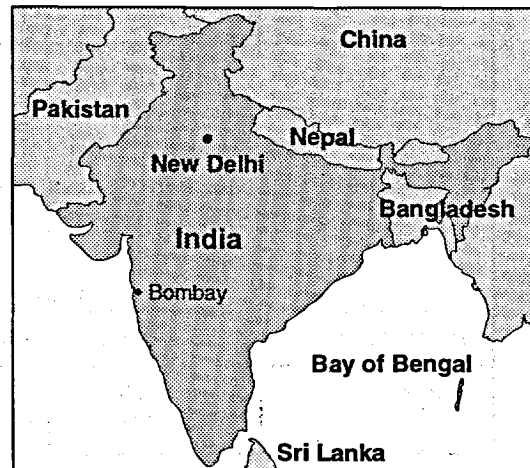 China
Pakistan
Nepal
New Delhi
Bangladesh
India
Bombay
Bay of Bengal
Sri Lanka